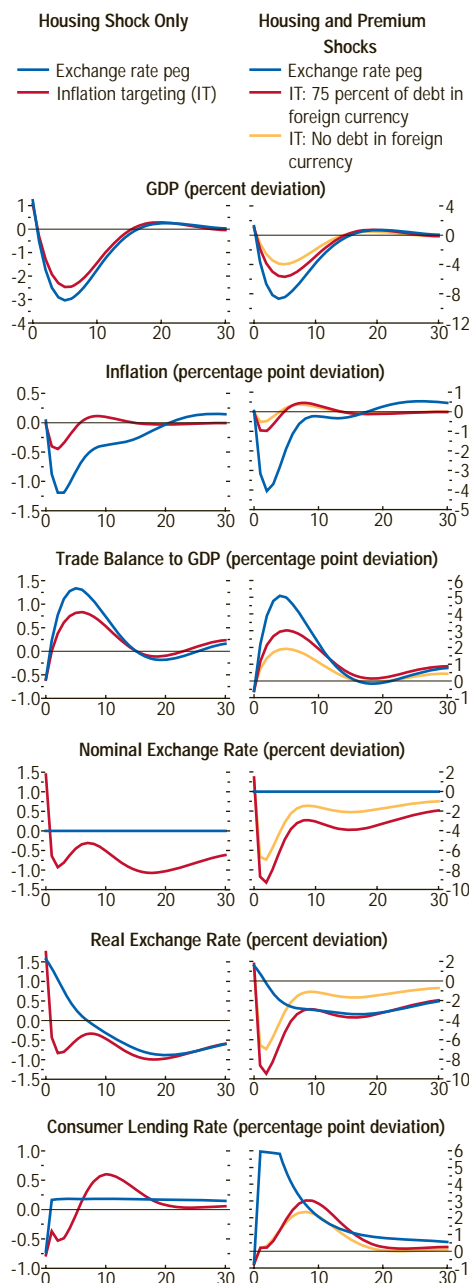 Housing Shock Only
Housing and Premium
Shocks
Exchange rate peg
Inflation targeting (IT)
Exchange rate peg
IT: 75 percent of debt in
foreign currency
IT: No debt in foreign
currency
GDP (percent deviation)
1
0
-1
-2
-3
-4
0 10 20 30
4
0
-4
-8
-12
0 10 20 30
Inflation (percentage point deviation)
0.5
0.0
-0.5
-1.0
-1.5
0 10 20 30
1
0
-1
-2
-3
-4
-5
0 10 20 30
Trade Balance to GDP (percentage point deviation)
1.5
1.0
0.5
0.0
-0.5
-1.0
0 10 20 30
6
5
4
3
2
1
0
-1
0 10 20 30
Nominal Exchange Rate (percent deviation)
1.5
1.0
0.5
0.0
-0.5
-1.0
-1.5
0 10 20 30
2
0
-2
-4
-6
-8
-10
0 10 20 30
Real Exchange Rate (percent deviation)
1.5
1.0
0.5
0.0
-0.5
-1.0
-1.5
0 10 20 30
2
0
-2
-4
-6
-8
-10
0 10 20 30
Consumer Lending Rate (percentage point deviation)
1.0
0.5
0.0
-0.5
-1.0
0 10 20 30
6
5
4
3
2
1
0
-1
0 10 20 30